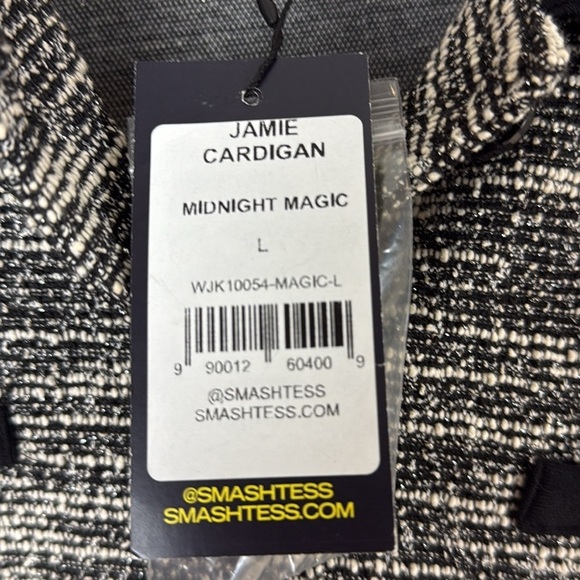 JAMIE
CARDIGAN
MIDNIGHT MAGIC
L
WJK10054-MAGIC-L
9 90012 60400 9
@SMASHTESS
SMASHTESS.COM
@SMASHTESS
SMASHTESS.COM